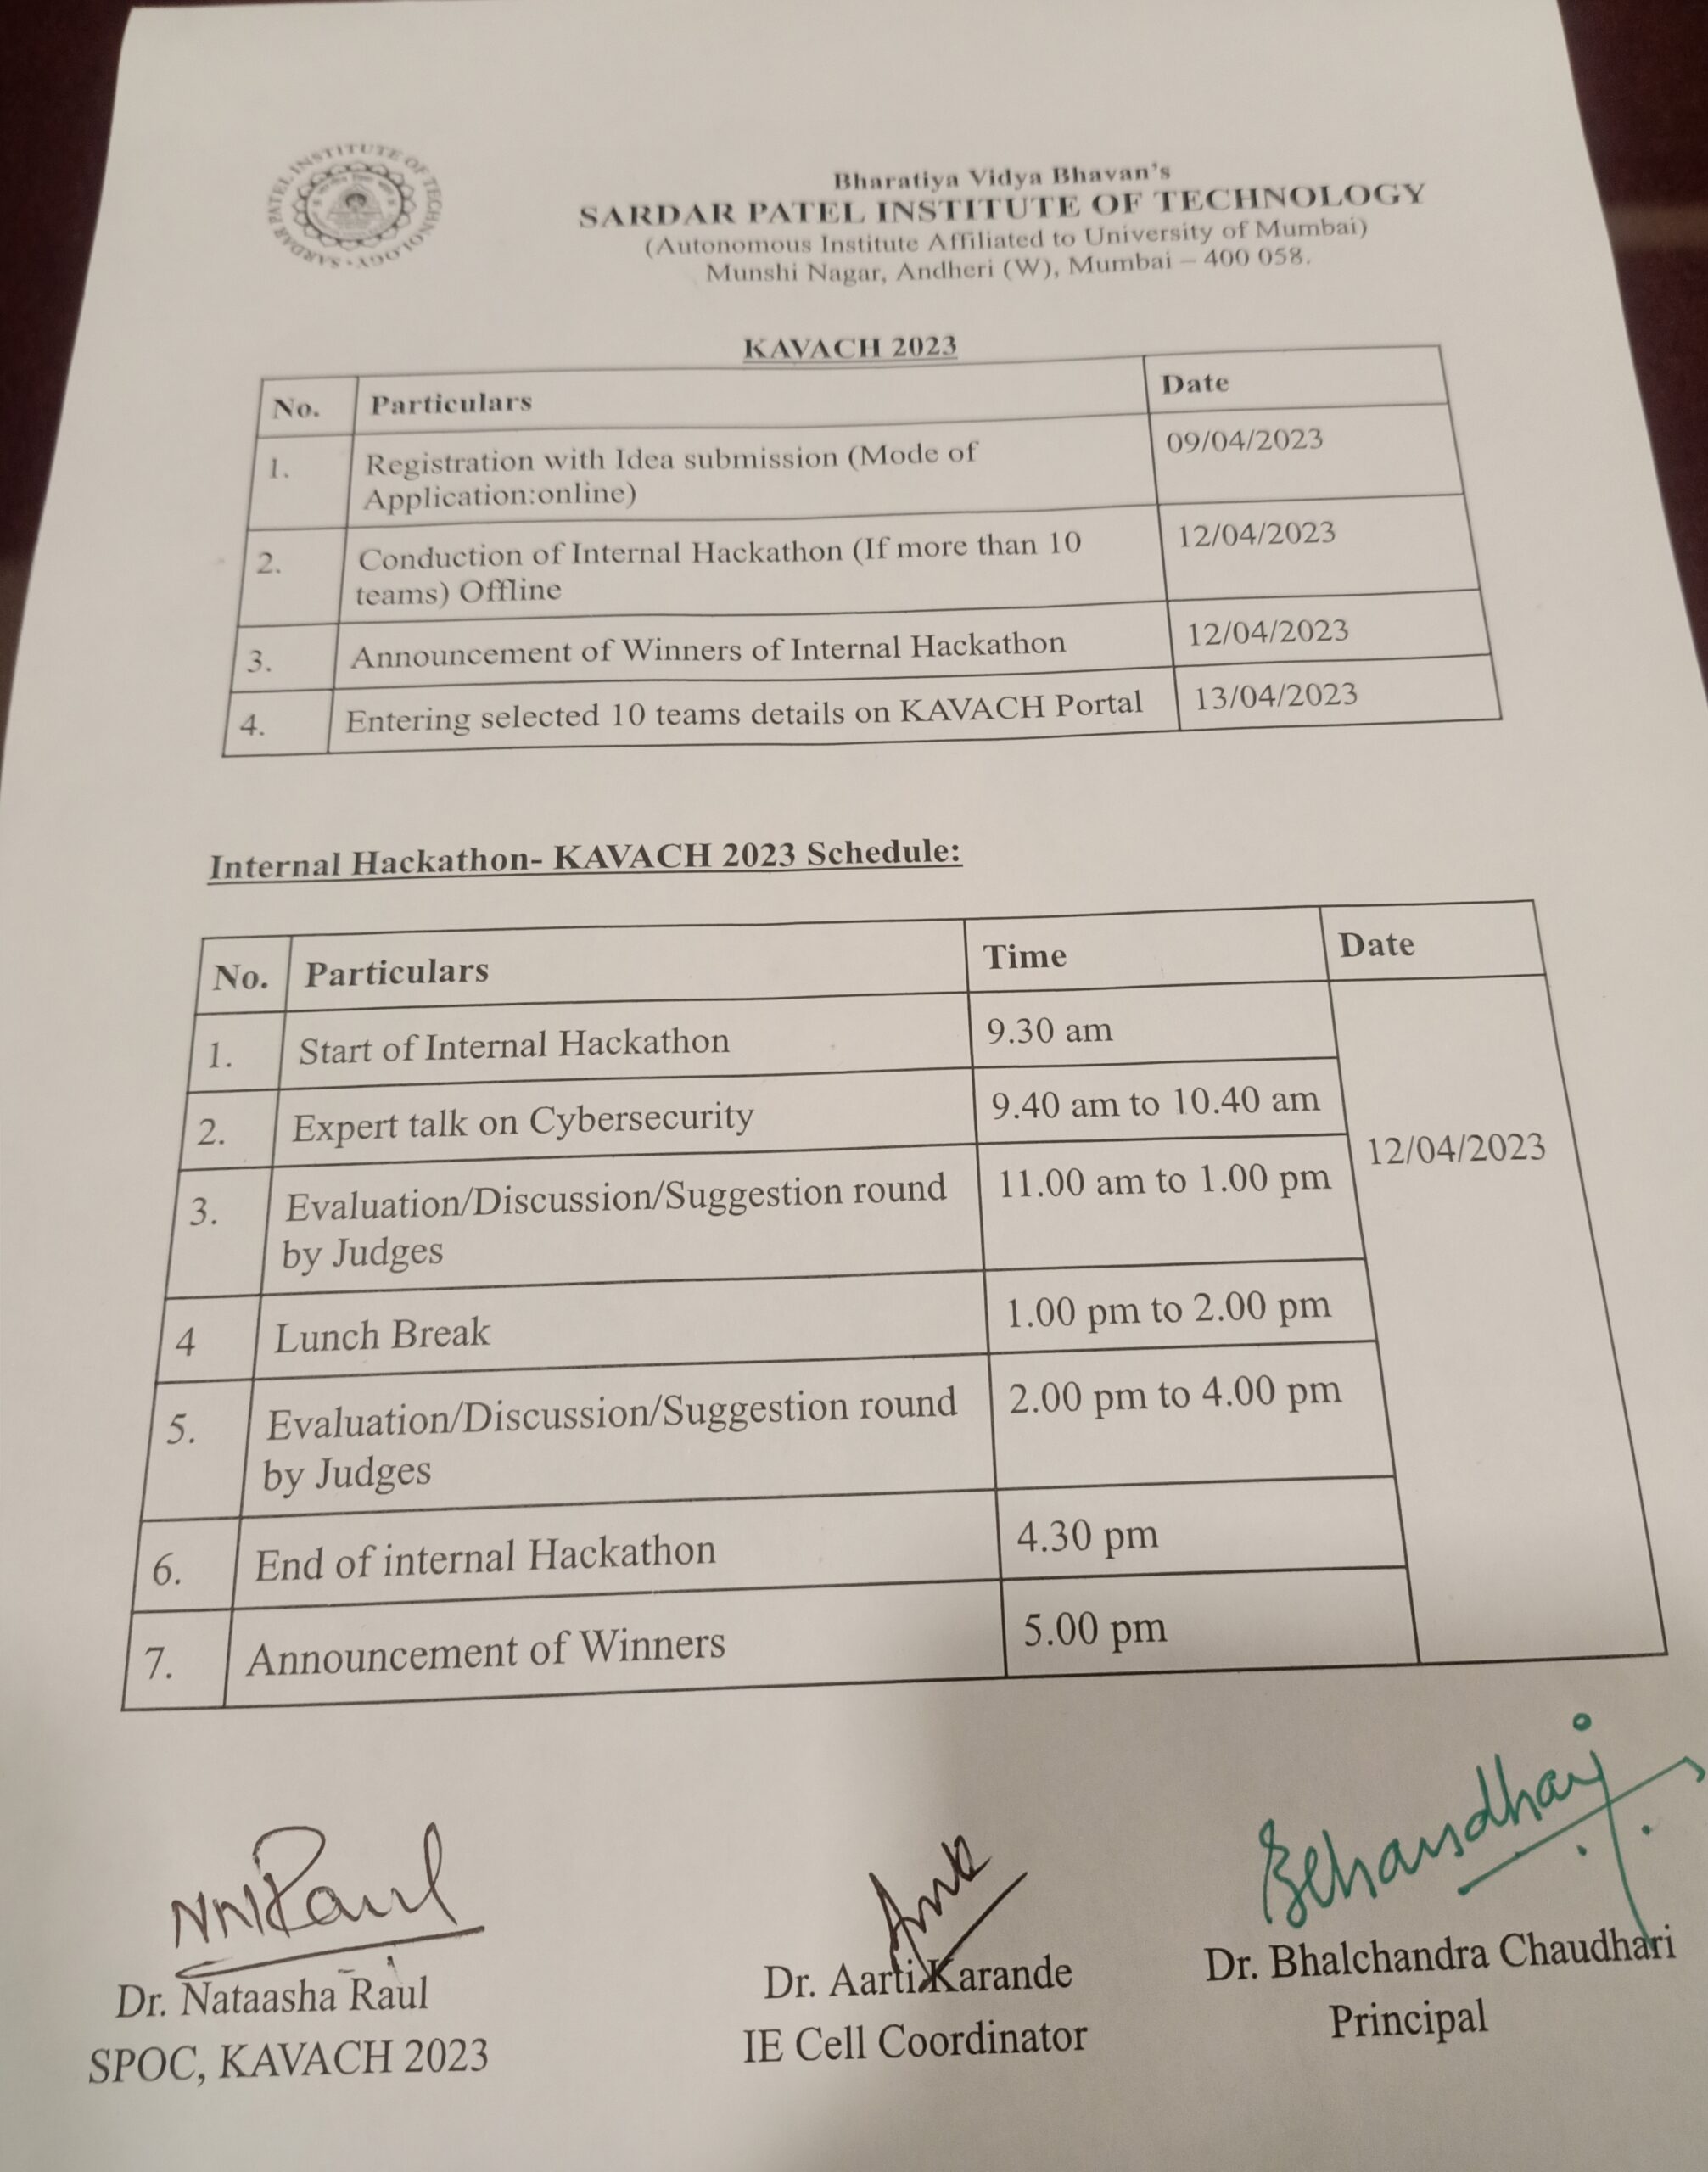 SARDAR PATEL INSTITUTE OF TECHNOLOGY
Bharatiya Vidya Bhavan's
SARDAR PATEL INSTITUTE OF TECHNOLOGY
(Autonomous Institute Affiliated to University of Mumbai)
Munshi Nagar, Andheri (W), Mumbai – 400 058.
KAVACH 2023
No. Particulars Date
1. Registration with Idea submission (Mode of 09/04/2023
Application:online)
2. Conduction of Internal Hackathon (If more than 10 12/04/2023
teams) Offline
3. Announcement of Winners of Internal Hackathon 12/04/2023
4. Entering selected 10 teams details on KAVACH Portal 13/04/2023
Internal Hackathon- KAVACH 2023 Schedule:
No. Particulars Time Date
1. Start of Internal Hackathon 9.30 am
2. Expert talk on Cybersecurity 9.40 am to 10.40 am
12/04/2023
3. Evaluation/Discussion/Suggestion round 11.00 am to 1.00 pm
by Judges
4 Lunch Break 1.00 pm to 2.00 pm
5. Evaluation/Discussion/Suggestion round 2.00 pm to 4.00 pm
by Judges
6. End of internal Hackathon 4.30 pm
7. Announcement of Winners 5.00 pm
NMRaul
Dr. Nataasha Raul
SPOC, KAVACH 2023
Dr. Aarti Karande
IE Cell Coordinator
Dr. Bhalchandra Chaudhari
Principal